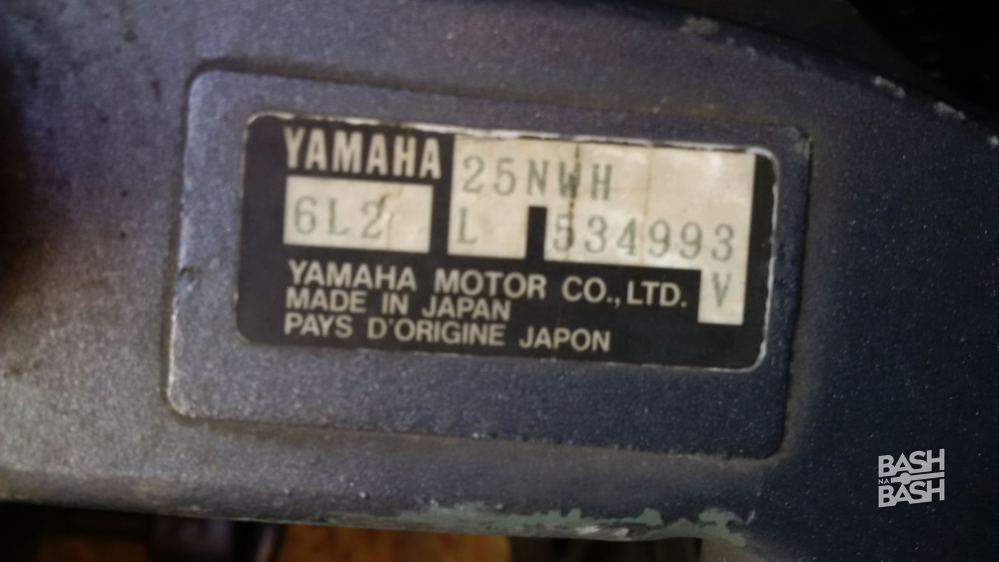 YAMAHA 25NWH
6L2 L 534993
V
YAMAHA MOTOR CO., LTD.
MADE IN JAPAN
PAYS D'ORIGINE JAPON
BASH
NA
BASH